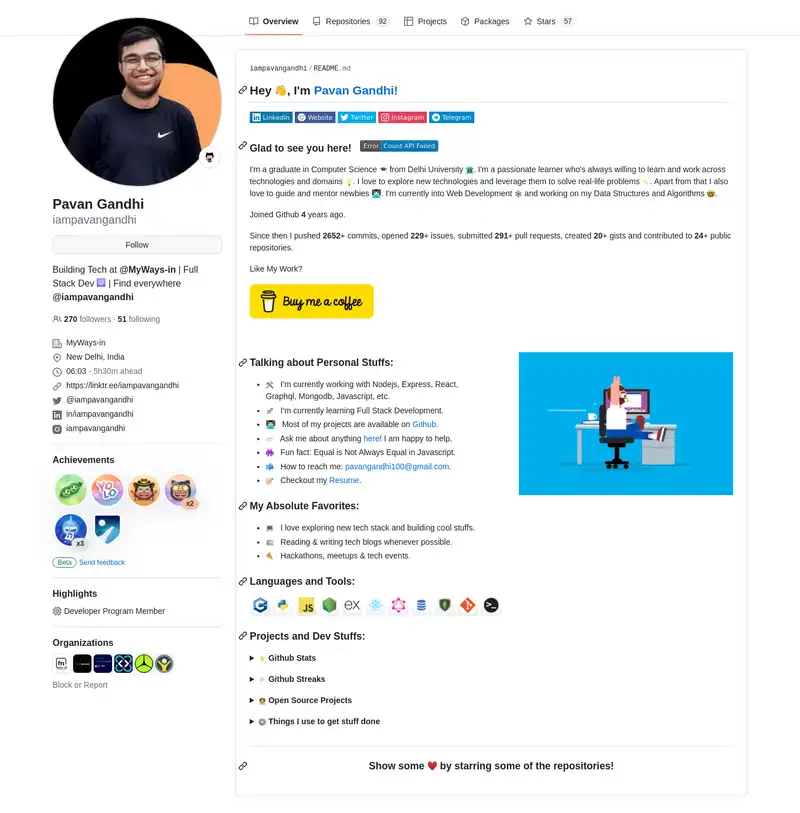 Overview
Repositories 92
Projects
Packages
Stars 57
Pavan Gandhi
iampavangandhi
Follow
Building Tech at @MyWays-in | Full
Stack Dev | Find everywhere
@iampavangandhi
270 followers · 51 following
MyWays-in
New Delhi, India
06:03 - 5h30m ahead
https://linktr.ee/iampavangandhi
@iampavangandhi
in/iampavangandhi
iampavangandhi
Achievements
YOLO
x2
x3
Beta Send feedback
Highlights
Developer Program Member
Organizations
Block or Report
iampavangandhi / README.md
Hey 👋, I'm Pavan Gandhi!
LinkedIn Website Twitter Instagram Telegram
Glad to see you here! Error Count API Failed
I'm a graduate in Computer Science 🎓 from Delhi University 🏛. I'm a passionate learner who's always willing to learn and work across
technologies and domains 💡. I love to explore new technologies and leverage them to solve real-life problems ✨. Apart from that I also
love to guide and mentor newbies 👨🏻‍💻. I'm currently into Web Development 🕸 and working on my Data Structures and Algorithms 🤓.
Joined Github 4 years ago.
Since then I pushed 2652+ commits, opened 229+ issues, submitted 291+ pull requests, created 20+ gists and contributed to 24+ public
repositories.
Like My Work?
Buy me a coffee
Talking about Personal Stuffs:
I'm currently working with Nodejs, Express, React,
Graphql, Mongodb, Javascript, etc.
I'm currently learning Full Stack Development.
Most of my projects are available on Github.
Ask me about anything here! I am happy to help.
Fun fact: Equal is Not Always Equal in Javascript.
How to reach me: pavangandhi100@gmail.com.
Checkout my Resume.
My Absolute Favorites:
I love exploring new tech stack and building cool stuffs.
Reading & writing tech blogs whenever possible.
Hackathons, meetups & tech events.
Languages and Tools:
JS
ex
Projects and Dev Stuffs:
Github Stats
Github Streaks
Open Source Projects
Things I use to get stuff done
Show some ❤️ by starring some of the repositories!